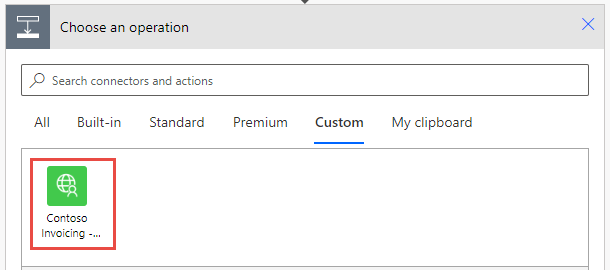 Choose an operation
Search connectors and actions
All Built-in Standard Premium Custom My clipboard
Contoso
Invoicing -...